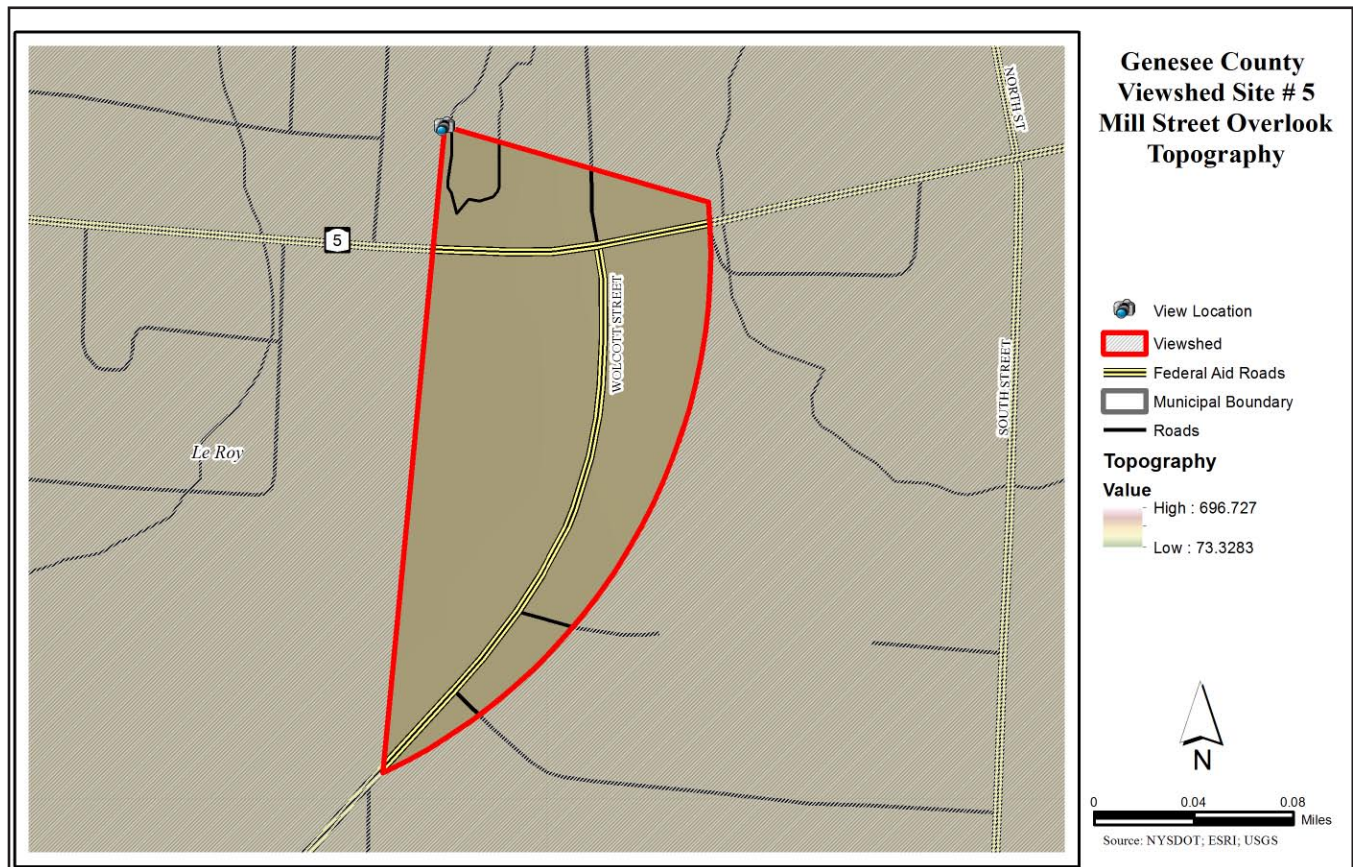 Genesee County
Viewshed Site # 5
Mill Street Overlook
Topography
NORTH ST
5
WOLCOTT STREET
SOUTH STREET
Le Roy
View Location
Viewshed
Federal Aid Roads
Municipal Boundary
Roads
Topography
Value
High : 696.727
Low : 73.3283
N
0 0.04 0.08
Miles
Source: NYSDOT; ESRI; USGS